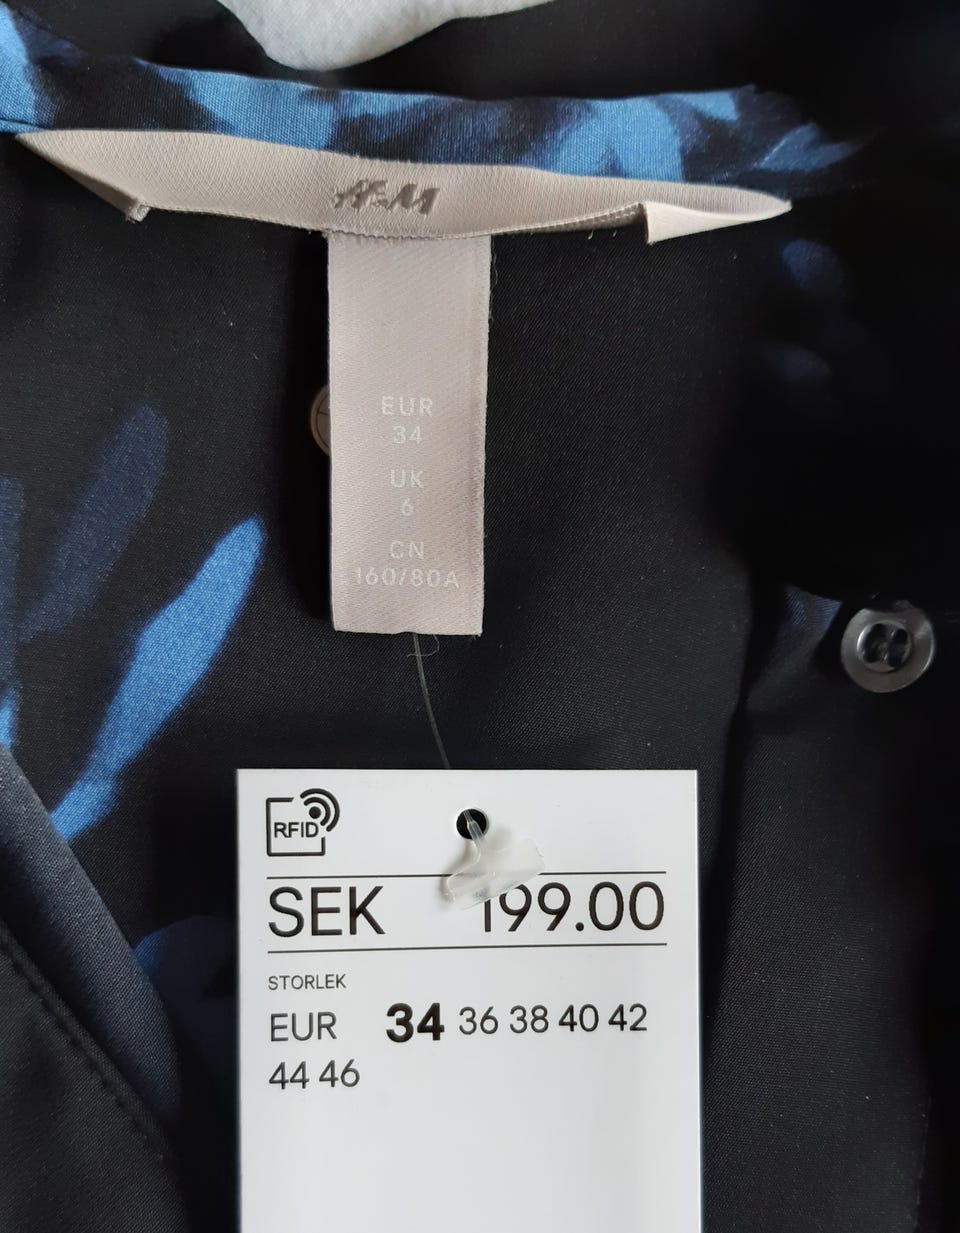 H&M
EUR
34
UK
6
CN
160/80A
RFID
SEK 199.00
STORLEK
EUR 34 36 38 40 42
44 46